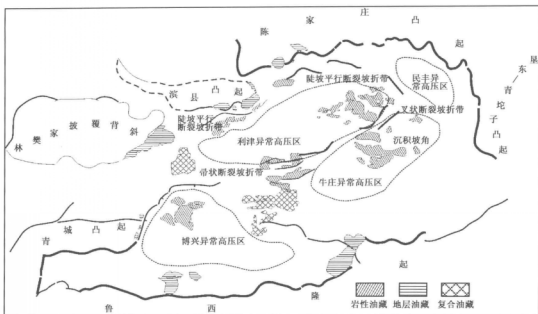 陈家庄凸起
滨县凸起
陡坡平行断裂坡折带
民丰异
常高压区
东
垦
青坨子凸起
陡坡平行
断裂坡折带
叉状断裂坡折带
林樊家披覆背斜
利津异常高压区
沉积坡角
带状断裂坡折带
牛庄异常高压区
青城凸起
博兴异常高压区
鲁西隆起
岩性油藏
地层油藏
复合油藏